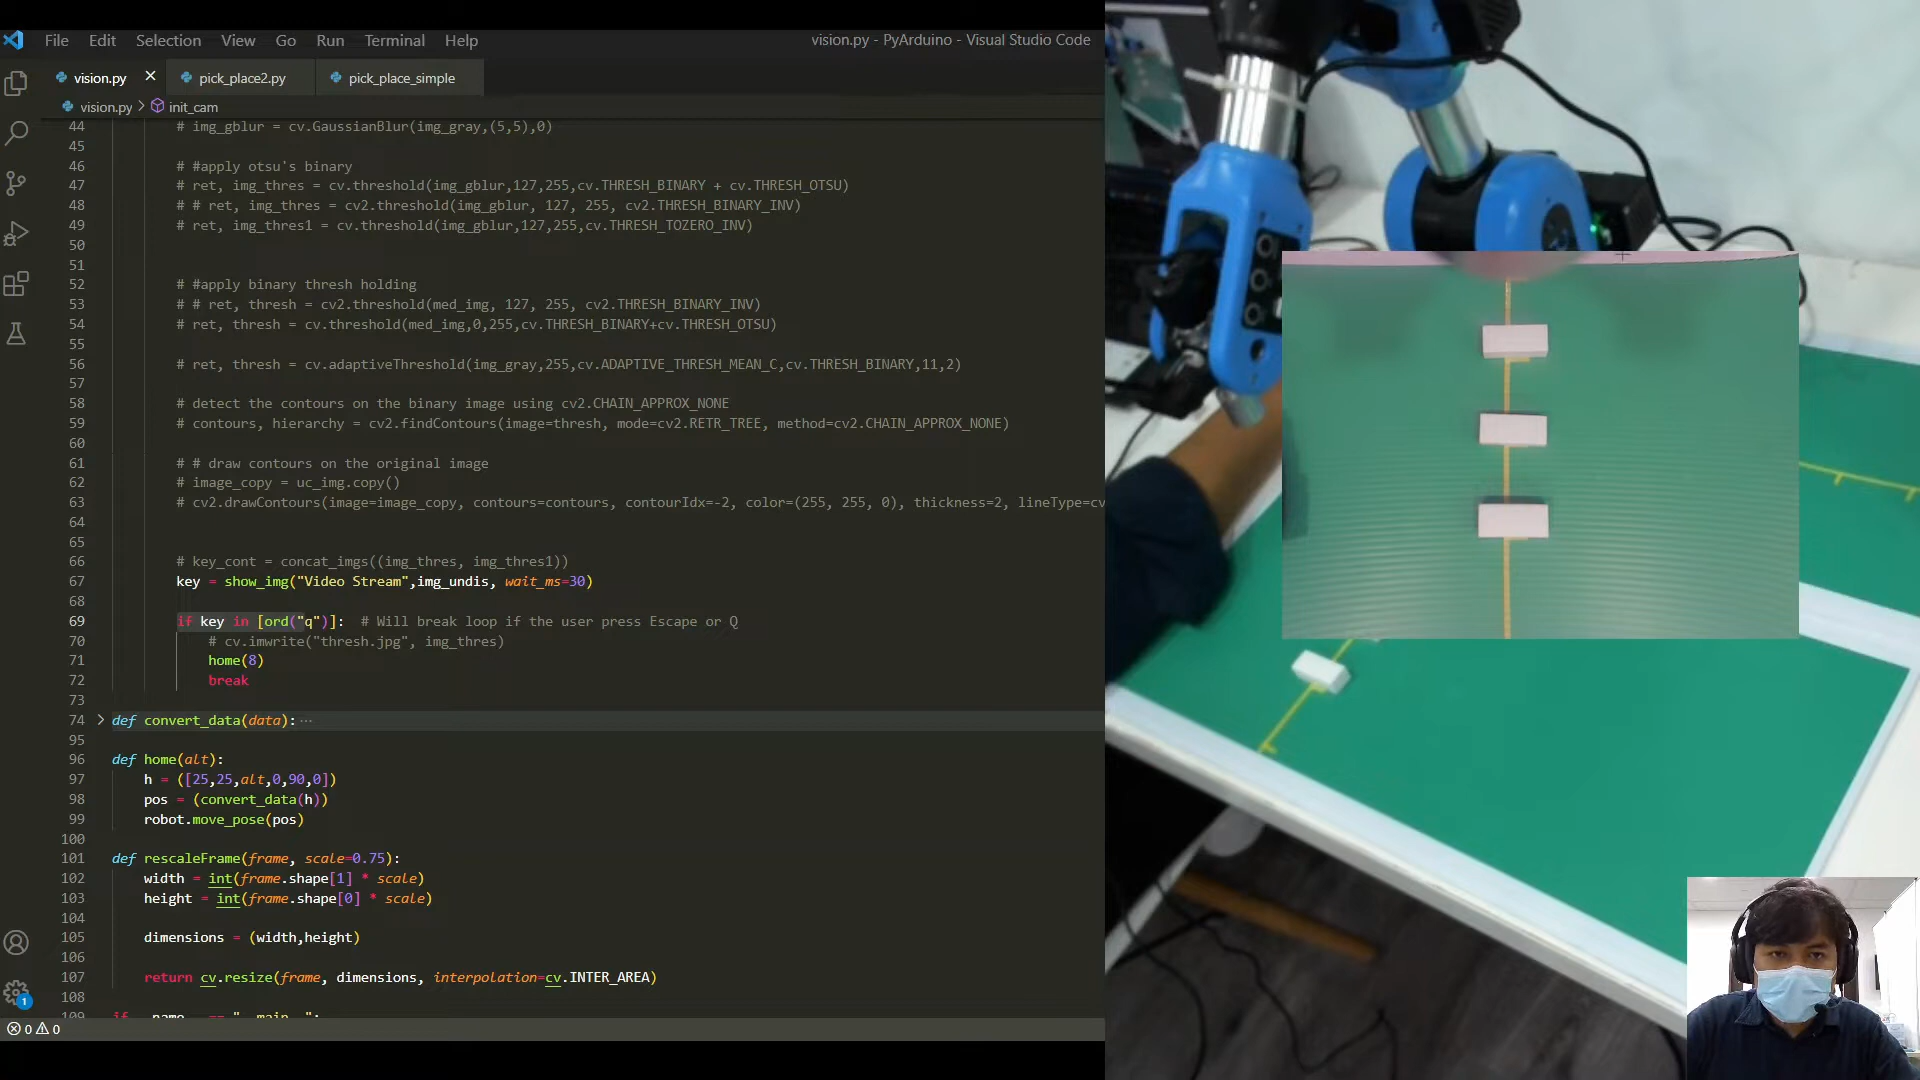 File Edit Selection View Go Run Terminal Help
vision.py - PyArduino - Visual Studio Code
vision.py pick_place2.py pick_place_simple
vision.py > init_cam
44 # img_gblur = cv.GaussianBlur(img_gray,(5,5),0)
45
46 # #apply otsu's binary
47 # ret, img_thres = cv.threshold(img_gblur,127,255,cv.THRESH_BINARY + cv.THRESH_OTSU)
48 # # ret, img_thres = cv2.threshold(img_gblur, 127, 255, cv2.THRESH_BINARY_INV)
49 # ret, img_thres1 = cv.threshold(img_gblur,127,255,cv.THRESH_TOZERO_INV)
50
51
52 # #apply binary thresh holding
53 # # ret, thresh = cv2.threshold(med_img, 127, 255, cv2.THRESH_BINARY_INV)
54 # ret, thresh = cv.threshold(med_img,0,255,cv.THRESH_BINARY+cv.THRESH_OTSU)
55
56 # ret, thresh = cv.adaptiveThreshold(img_gray,255,cv.ADAPTIVE_THRESH_MEAN_C,cv.THRESH_BINARY,11,2)
57
58 # detect the contours on the binary image using cv2.CHAIN_APPROX_NONE
59 # contours, hierarchy = cv2.findContours(image=thresh, mode=cv2.RETR_TREE, method=cv2.CHAIN_APPROX_NONE)
60
61 # # draw contours on the original image
62 # image_copy = uc_img.copy()
63 # cv2.drawContours(image=image_copy, contours=contours, contourIdx=-2, color=(255, 255, 0), thickness=2, lineType=cv
64
65
66 # key_cont = concat_imgs((img_thres, img_thres1))
67 key = show_img("Video Stream",img_undis, wait_ms=30)
68
69 if key in [ord("q")]: # Will break loop if the user press Escape or Q
70 # cv.imwrite("thresh.jpg", img_thres)
71 home(8)
72 break
73
74 def convert_data(data): ...
95
96 def home(alt):
97 h = ([25,25,alt,0,90,0])
98 pos = (convert_data(h))
99 robot.move_pose(pos)
100
101 def rescaleFrame(frame, scale=0.75):
102 width = int(frame.shape[1] * scale)
103 height = int(frame.shape[0] * scale)
104
105 dimensions = (width,height)
106
107 return cv.resize(frame, dimensions, interpolation=cv.INTER_AREA)
108
109 if __name__ == "__main__":
1
0 0